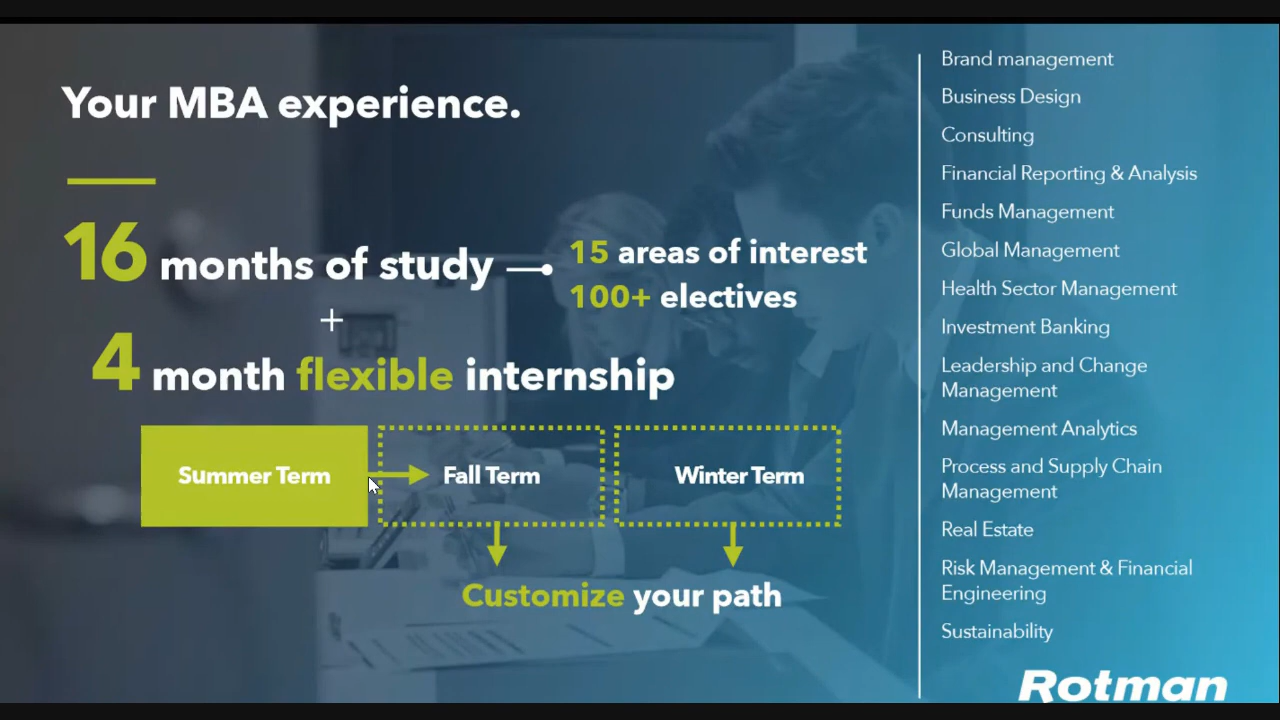 Your MBA experience.
16 months of study
15 areas of interest
100+ electives
+
4 month flexible internship
Summer Term
Fall Term
Winter Term
Customize your path
Brand management
Business Design
Consulting
Financial Reporting & Analysis
Funds Management
Global Management
Health Sector Management
Investment Banking
Leadership and Change
Management
Management Analytics
Process and Supply Chain
Management
Real Estate
Risk Management & Financial
Engineering
Sustainability
Rotman